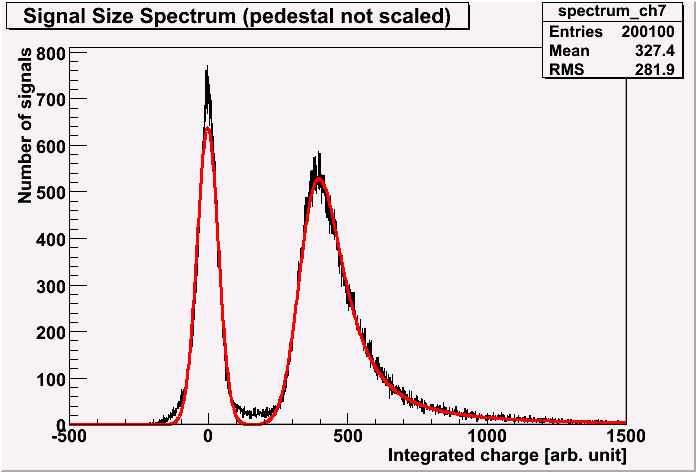 Signal Size Spectrum (pedestal not scaled)
spectrum_ch7
Entries 200100
Mean 327.4
RMS 281.9
Number of signals
800
700
600
500
400
300
200
100
0
-500 0 500 1000 1500
Integrated charge [arb. unit]